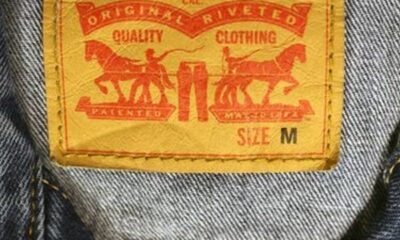 ORIGINAL RIVETED
QUALITY CLOTHING
PATENTED
SIZE M